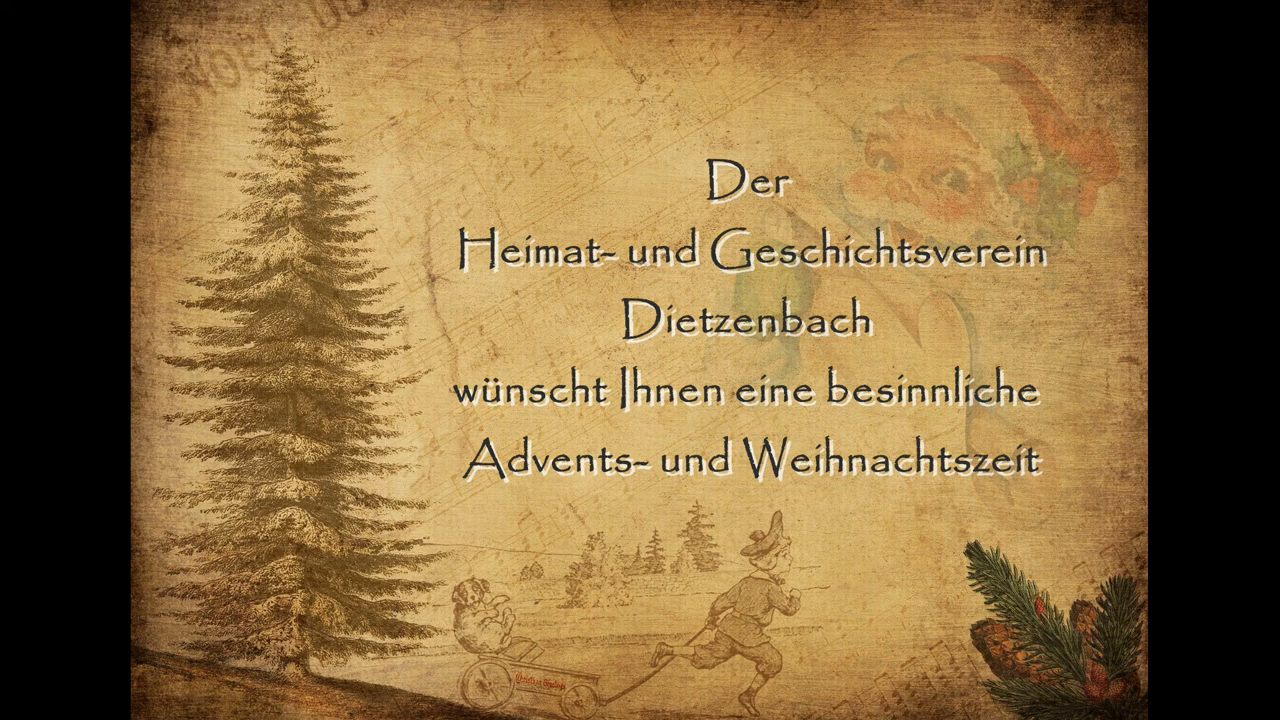 Der
Heimat- und Geschichtsverein
Dietzenbach
wünscht Ihnen eine besinnliche
Advents- und Weihnachtszeit